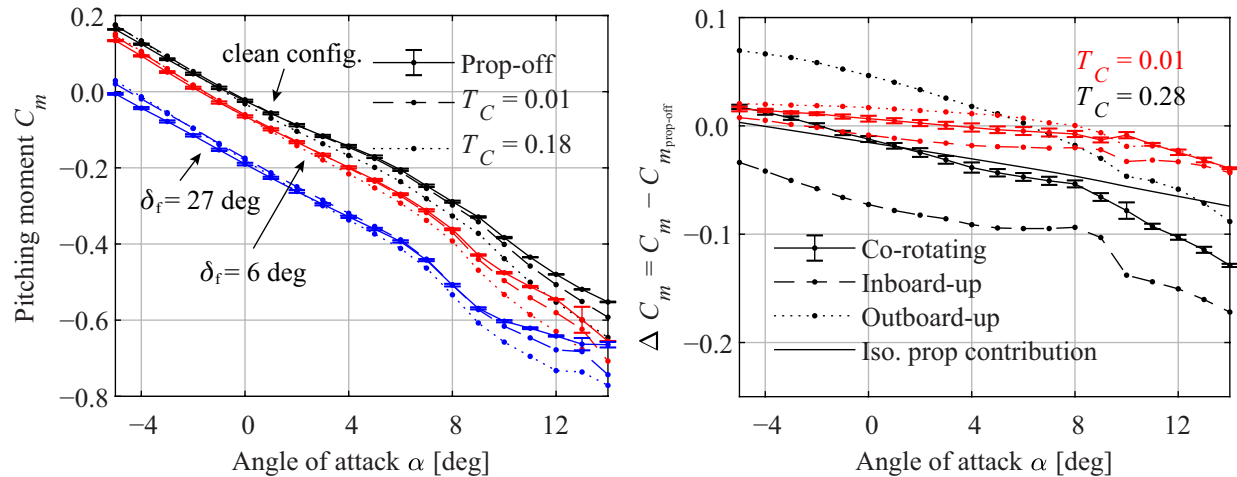 0.2
0.0
−0.2
−0.4
−0.6
−0.8
Pitching moment C_m
−4
0
4
8
12
Angle of attack α [deg]
clean config.
δ_f = 27 deg
δ_f = 6 deg
Prop-off
T_C = 0.01
T_C = 0.18
0.1
0.0
−0.1
−0.2
Δ C_m = C_m − C_m_prop-off
−4
0
4
8
12
Angle of attack α [deg]
T_C = 0.01
T_C = 0.28
Co-rotating
Inboard-up
Outboard-up
Iso. prop contribution